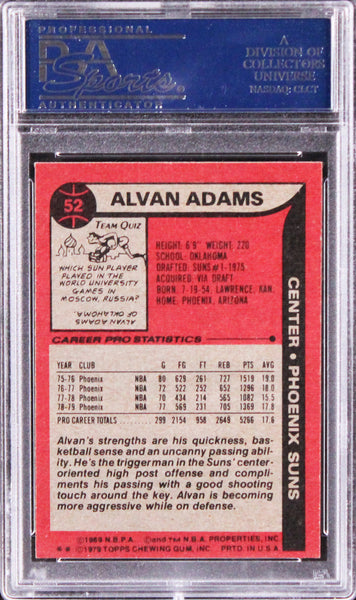 PROFESSIONAL
PSA
Sports
AUTHENTICATOR
A
DIVISION OF
COLLECTORS
UNIVERSE
NASDAQ: CLCT
52
ALVAN ADAMS
TEAM QUIZ
WHICH SUN PLAYER
PLAYED IN THE
WORLD UNIVERSITY
GAMES IN
MOSCOW, RUSSIA?
ALVAN ADAMS
OF OKLAHOMA.
HEIGHT: 6'9" WEIGHT: 220
SCHOOL: OKLAHOMA
DRAFTED: SUNS #1-1975
ACQUIRED: VIA DRAFT
BORN: 7-19-54, LAWRENCE, KAN.
HOME: PHOENIX, ARIZONA
CENTER • PHOENIX SUNS
CAREER PRO STATISTICS
YEAR CLUB G FG FT REB PTS AVG
75-76 Phoenix NBA 80 629 261 727 1519 19.0
76-77 Phoenix NBA 72 522 252 652 1296 18.0
77-78 Phoenix NBA 70 434 214 565 1082 15.5
78-79 Phoenix NBA 77 569 231 705 1369 17.8
PRO CAREER TOTALS 299 2154 958 2649 5266 17.6
Alvan's strengths are his quickness, bas-
ketball sense and an uncanny passing abil-
ity. He's the triggerman in the Suns' center-
oriented high post offense and compli-
ments his passing with a good shooting
touch around the key. Alvan is becoming
more aggressive while on defense.
©1969 N.B.P.A. ©and TM N.B.A. PROPERTIES, INC.
** ©1979 TOPPS CHEWING GUM, INC. PRTD. IN U.S.A.